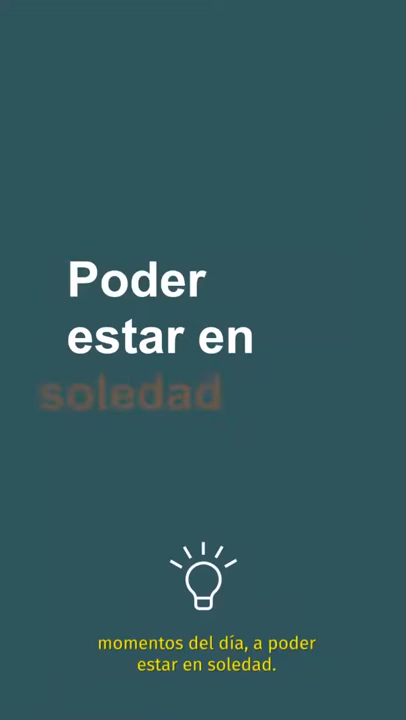 Poder
estar en
soledad
momentos del día, a poder
estar en soledad.